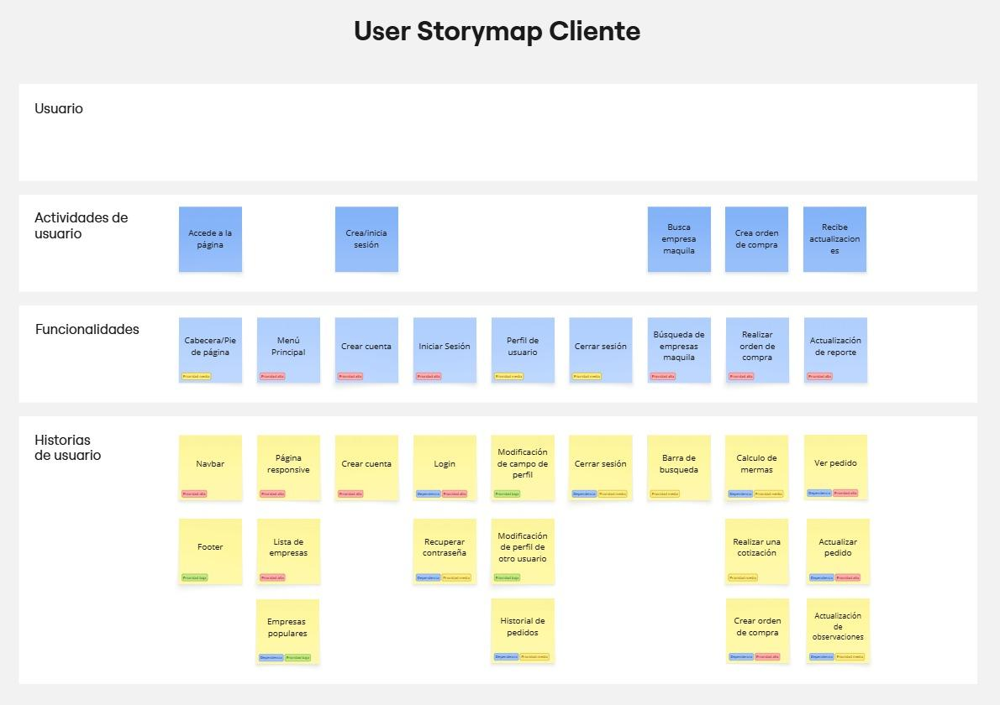 User Storymap Cliente
Usuario
Actividades de
usuario
Accede a la
página
Crea/inicia
sesión
Busca
empresa
maquila
Crea orden
de compra
Recibe
actualizacion
es
Funcionalidades
Cabecera/Pie
de página
Prioridad media
Menú
Principal
Prioridad alta
Crear cuenta
Prioridad alta
Iniciar Sesión
Prioridad alta
Perfil de
usuario
Prioridad media
Cerrar sesión
Prioridad media
Búsqueda de
empresas
maquila
Prioridad alta
Realizar
orden de
compra
Prioridad alta
Actualización
de reporte
Prioridad alta
Historias
de usuario
Navbar
Prioridad alta
Página
responsive
Prioridad alta
Crear cuenta
Prioridad alta
Login
Dependencia Prioridad alta
Modificación
de campo de
perfil
Prioridad baja
Cerrar sesión
Dependencia Prioridad media
Barra de
busqueda
Prioridad media
Calculo de
mermas
Dependencia Prioridad media
Ver pedido
Dependencia Prioridad alta
Footer
Prioridad baja
Lista de
empresas
Prioridad alta
Recuperar
contraseña
Dependencia Prioridad media
Modificación
de perfil de
otro usuario
Prioridad baja
Realizar una
cotización
Prioridad media
Actualizar
pedido
Dependencia Prioridad alta
Empresas
populares
Dependencia Prioridad baja
Historial de
pedidos
Dependencia Prioridad media
Crear orden
de compra
Dependencia Prioridad alta
Actualización
de
observaciones
Dependencia Prioridad media